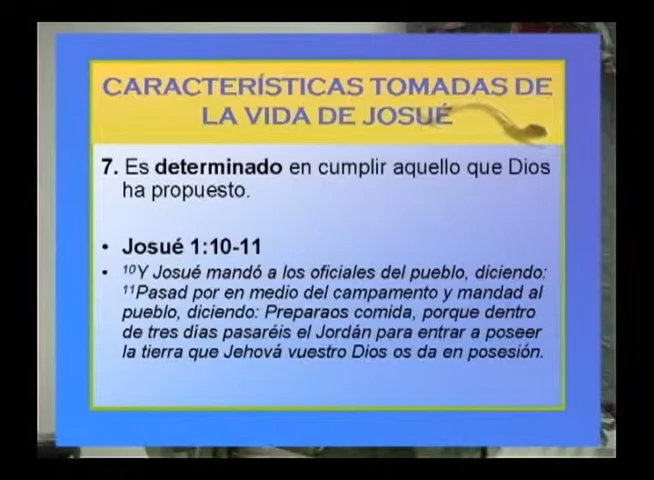 CARACTERÍSTICAS TOMADAS DE
LA VIDA DE JOSUÉ
7. Es determinado en cumplir aquello que Dios
ha propuesto.
• Josué 1:10-11
• ¹⁰Y Josué mandó a los oficiales del pueblo, diciendo:
¹¹Pasad por en medio del campamento y mandad al
pueblo, diciendo: Preparaos comida, porque dentro
de tres días pasaréis el Jordán para entrar a poseer
la tierra que Jehová vuestro Dios os da en posesión.